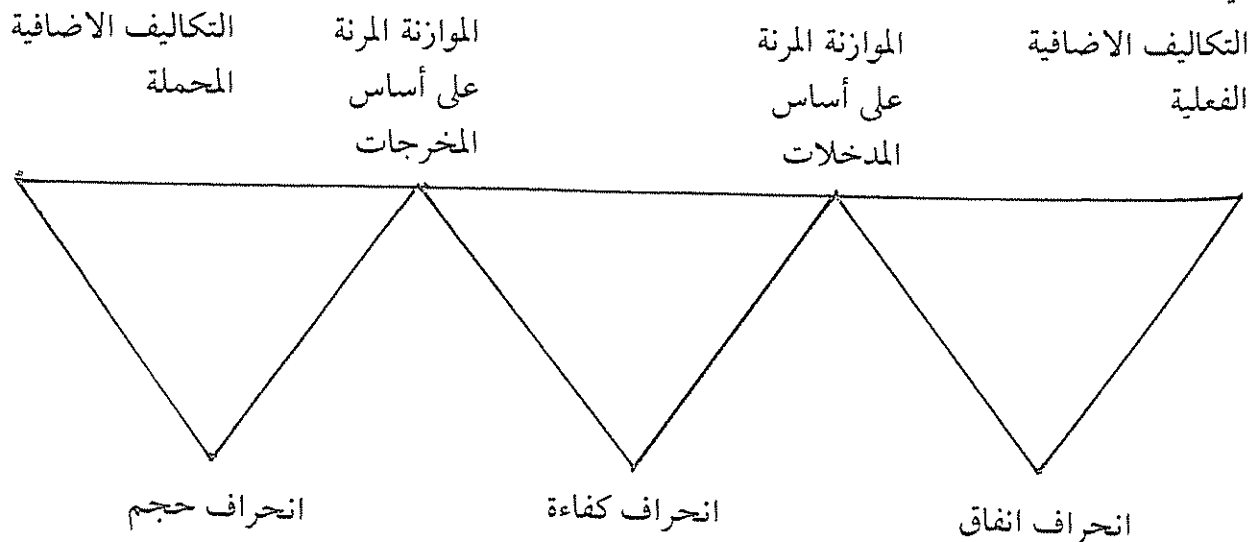 التكاليف الاضافية
الفعلية
الموازنة المرنة
على أساس
المدخلات
الموازنة المرنة
على أساس
المخرجات
التكاليف الاضافية
المحملة
انحراف انفاق
انحراف كفاءة
انحراف حجم